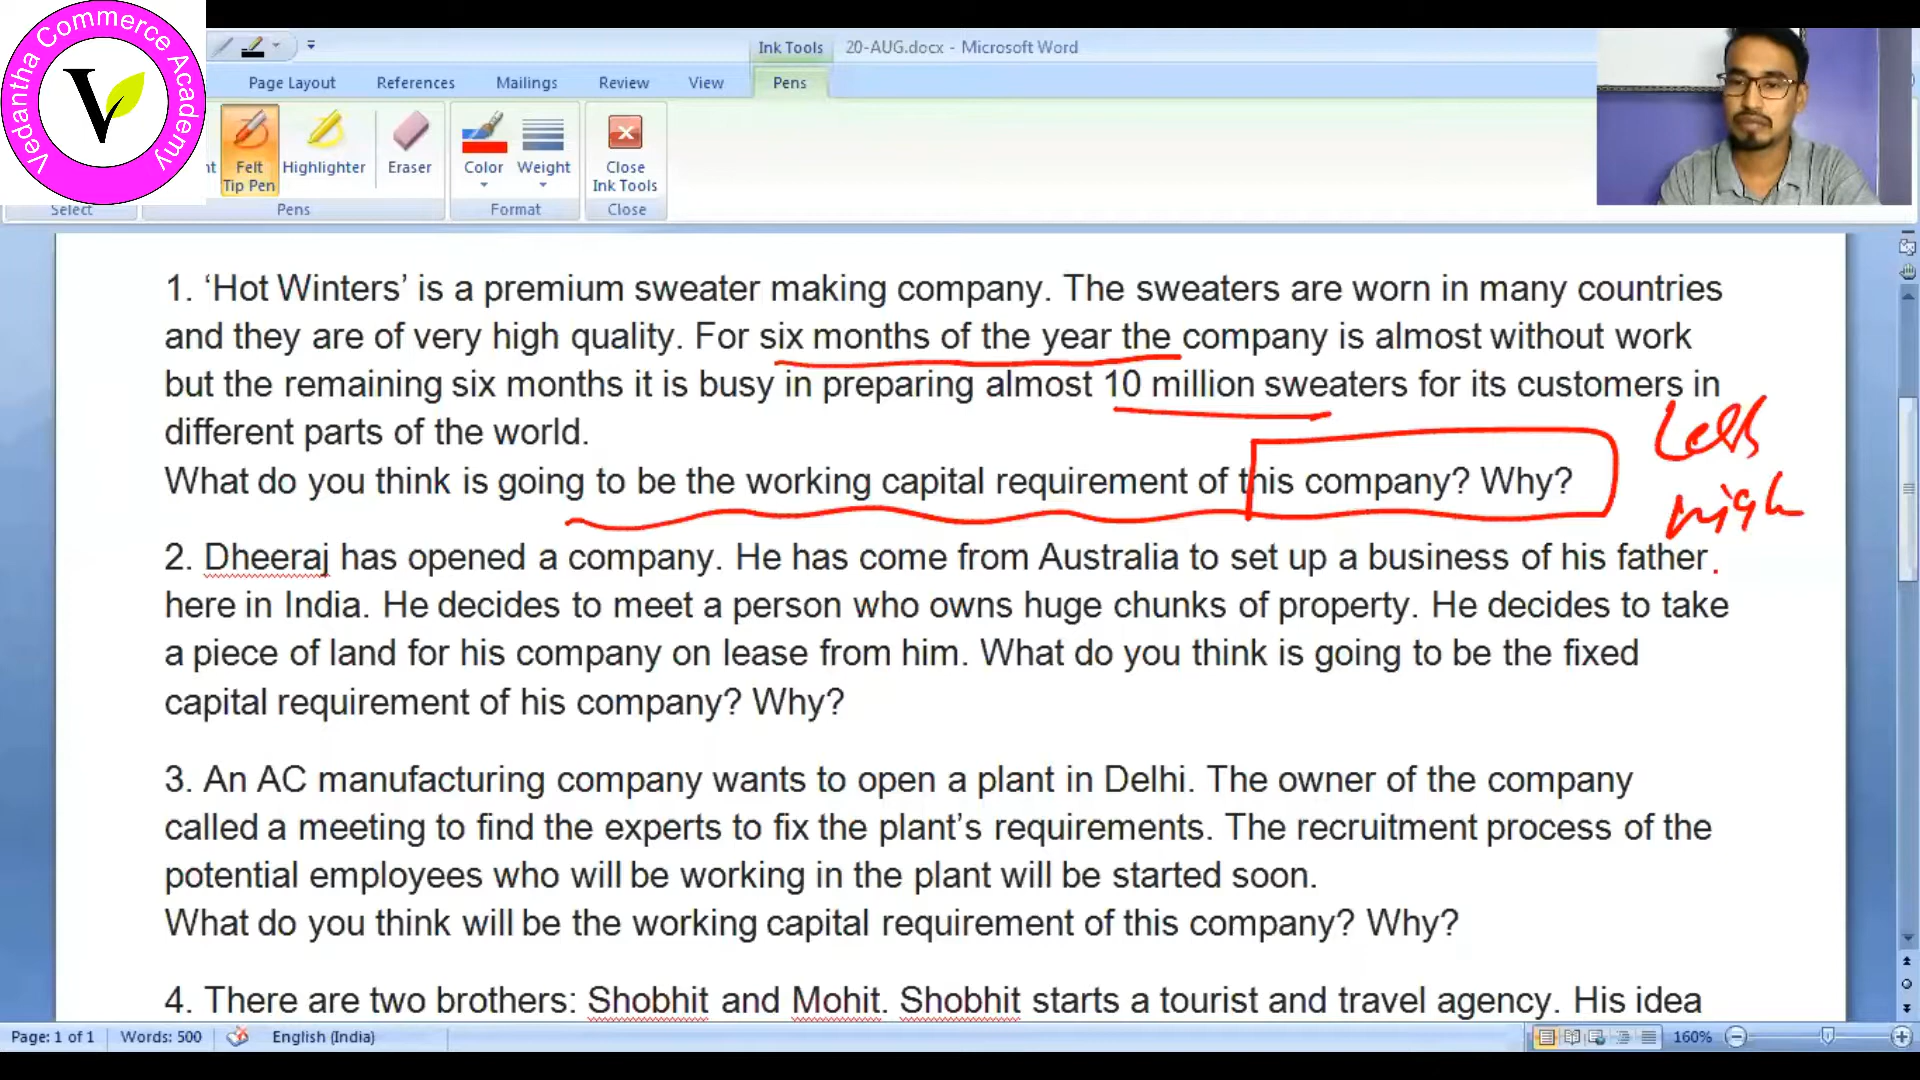 Vedantha Commerce Academy
V
Ink Tools
20-AUG.docx - Microsoft Word
Page Layout
References
Mailings
Review
View
Pens
Felt
Tip Pen
Highlighter
Eraser
Color
Weight
Close
Ink Tools
Select
Pens
Format
Close
1. ‘Hot Winters’ is a premium sweater making company. The sweaters are worn in many countries
and they are of very high quality. For six months of the year the company is almost without work
but the remaining six months it is busy in preparing almost 10 million sweaters for its customers in
different parts of the world.
What do you think is going to be the working capital requirement of this company? Why?
Less
high
2. Dheeraj has opened a company. He has come from Australia to set up a business of his father
here in India. He decides to meet a person who owns huge chunks of property. He decides to take
a piece of land for his company on lease from him. What do you think is going to be the fixed
capital requirement of his company? Why?
3. An AC manufacturing company wants to open a plant in Delhi. The owner of the company
called a meeting to find the experts to fix the plant’s requirements. The recruitment process of the
potential employees who will be working in the plant will be started soon.
What do you think will be the working capital requirement of this company? Why?
4. There are two brothers: Shobhit and Mohit. Shobhit starts a tourist and travel agency. His idea
Page: 1 of 1
Words: 500
English (India)
160%